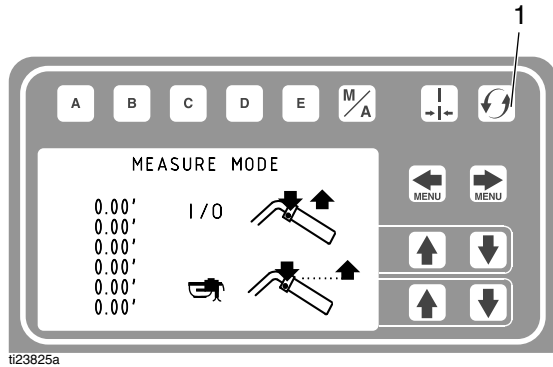 1
A B C D E M/A
MENU MENU
MEASURE MODE
0.00' I/O
0.00'
0.00'
0.00'
0.00'
0.00'
ti23825a